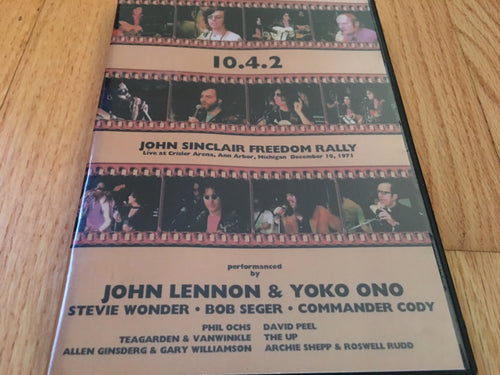 10.4.2
JOHN SINCLAIR FREEDOM RALLY
Live at Crisler Arena, Ann Arbor, Michigan December 10, 1971
performanced
by
JOHN LENNON & YOKO ONO
STEVIE WONDER • BOB SEGER • COMMANDER CODY
PHIL OCHS DAVID PEEL
TEAGARDEN & VANWINKLE THE UP
ALLEN GINSBERG & GARY WILLIAMSON ARCHIE SHEPP & ROSWELL RUDD